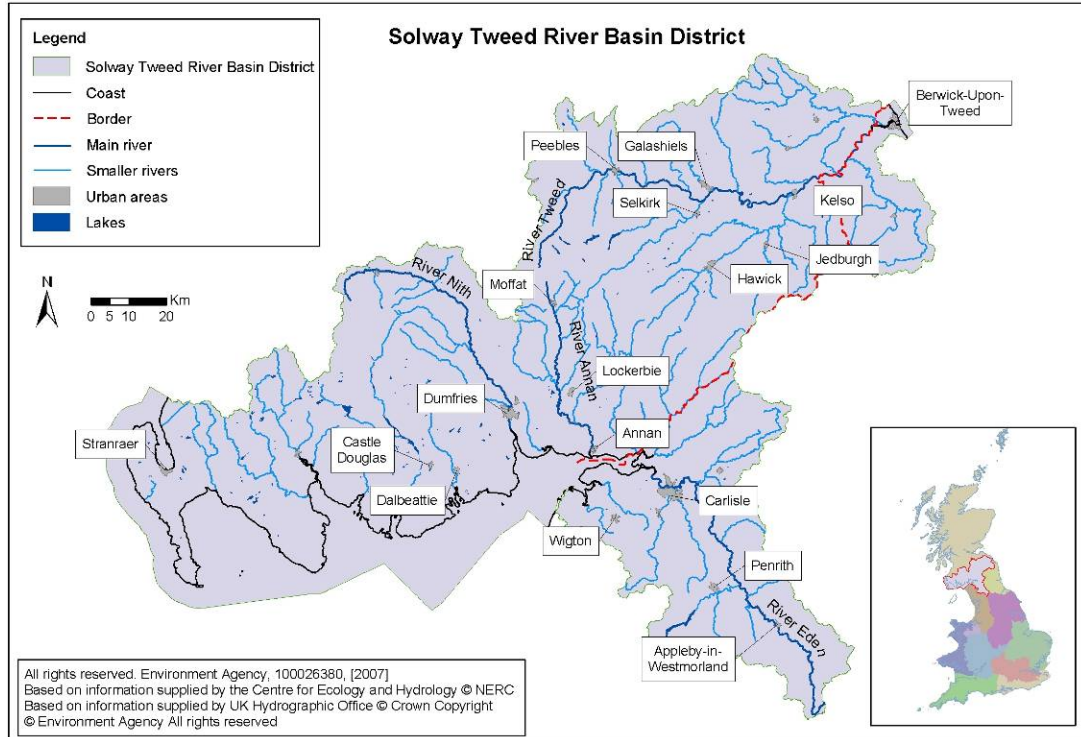 Solway Tweed River Basin District
Legend
Solway Tweed River Basin District
Coast
Border
Main river
Smaller rivers
Urban areas
Lakes
N
Km
0 5 10 20
Berwick-Upon-
Tweed
Peebles
Galashiels
Selkirk
Kelso
River Tweed
Jedburgh
Hawick
River Nith
Moffat
River Annan
Lockerbie
Dumfries
Annan
Stranraer
Castle
Douglas
Dalbeattie
Carlisle
Wigton
Penrith
River Eden
Appleby-in-
Westmorland
All rights reserved. Environment Agency, 100026380, [2007]
Based on information supplied by the Centre for Ecology and Hydrology © NERC
Based on information supplied by UK Hydrographic Office © Crown Copyright
© Environment Agency All rights reserved